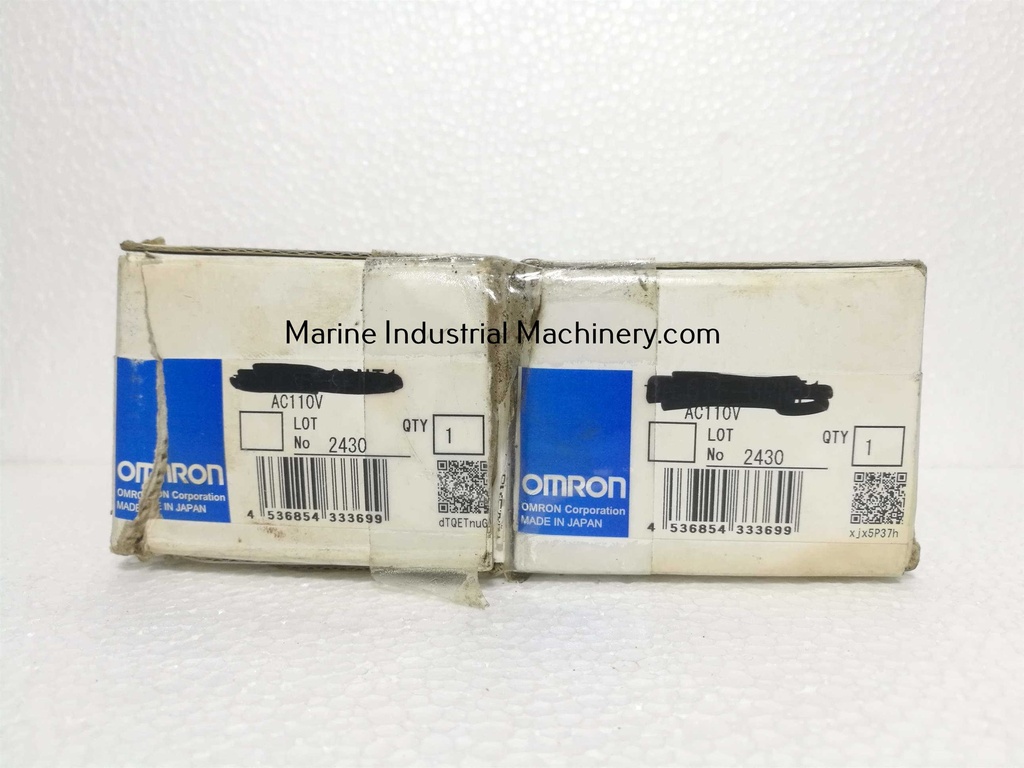 Marine Industrial Machinery.com
AC110V
LOT
No 2430
QTY 1
OMRON
OMRON Corporation
MADE IN JAPAN
4 536854 333699
dTQETnuG
AC110V
LOT
No 2430
QTY 1
OMRON
OMRON Corporation
MADE IN JAPAN
4 536854 333699
xjx5P37h